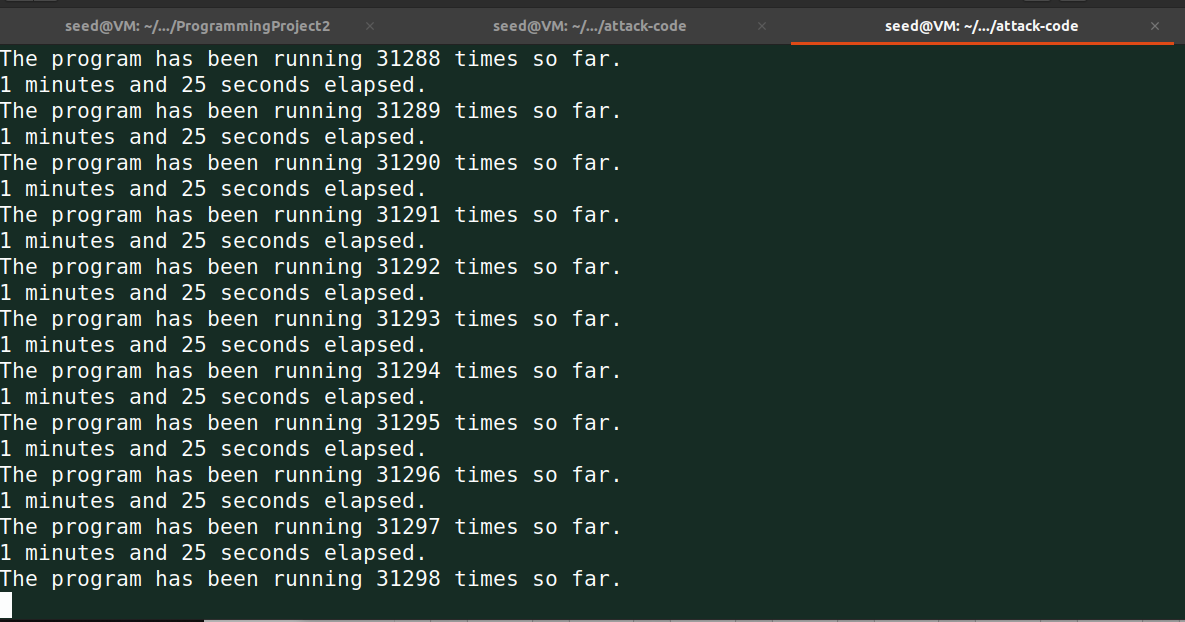 seed@VM: ~/.../ProgrammingProject2
seed@VM: ~/.../attack-code
seed@VM: ~/.../attack-code
The program has been running 31288 times so far.
1 minutes and 25 seconds elapsed.
The program has been running 31289 times so far.
1 minutes and 25 seconds elapsed.
The program has been running 31290 times so far.
1 minutes and 25 seconds elapsed.
The program has been running 31291 times so far.
1 minutes and 25 seconds elapsed.
The program has been running 31292 times so far.
1 minutes and 25 seconds elapsed.
The program has been running 31293 times so far.
1 minutes and 25 seconds elapsed.
The program has been running 31294 times so far.
1 minutes and 25 seconds elapsed.
The program has been running 31295 times so far.
1 minutes and 25 seconds elapsed.
The program has been running 31296 times so far.
1 minutes and 25 seconds elapsed.
The program has been running 31297 times so far.
1 minutes and 25 seconds elapsed.
The program has been running 31298 times so far.